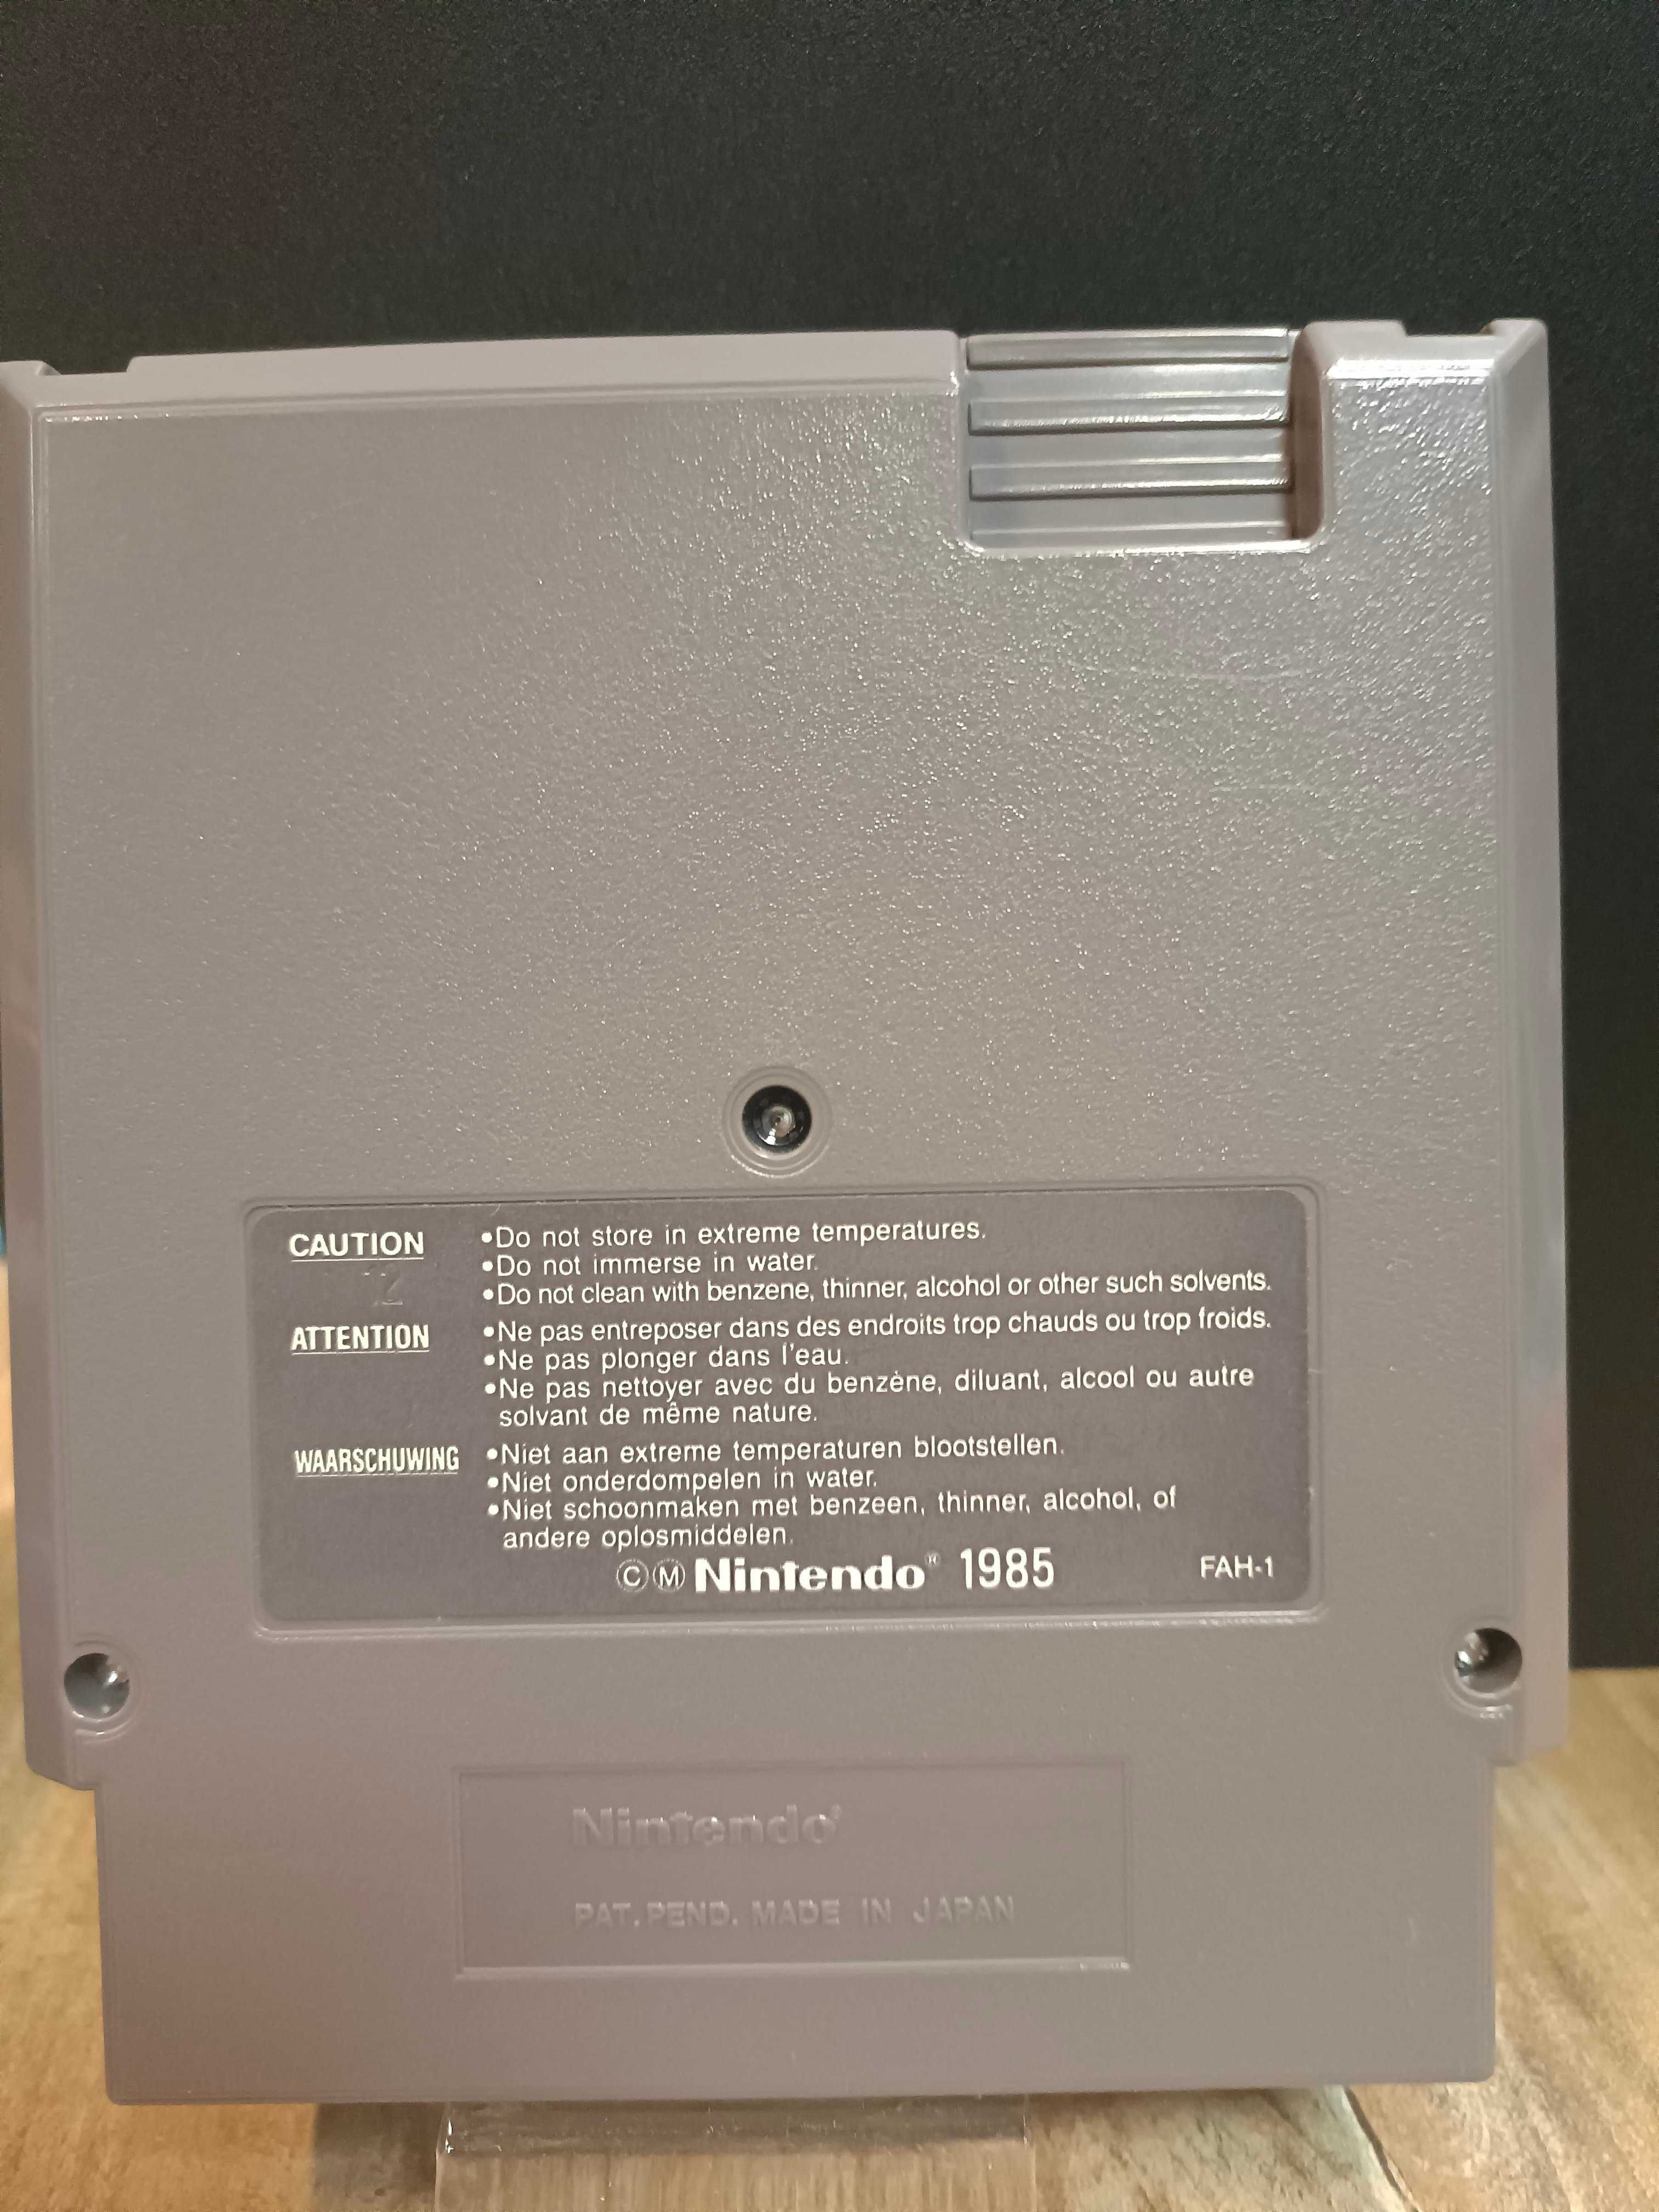 CAUTION
•Do not store in extreme temperatures.
•Do not immerse in water.
•Do not clean with benzene, thinner, alcohol or other such solvents.
ATTENTION
•Ne pas entreposer dans des endroits trop chauds ou trop froids.
•Ne pas plonger dans l'eau.
•Ne pas nettoyer avec du benzène, diluant, alcool ou autre
solvant de même nature.
WAARSCHUWING
•Niet aan extreme temperaturen blootstellen.
•Niet onderdompelen in water.
•Niet schoonmaken met benzeen, thinner, alcohol, of
andere oplosmiddelen.
©Ⓜ Nintendo® 1985 FAH-1
Nintendo®
PAT. PEND. MADE IN JAPAN